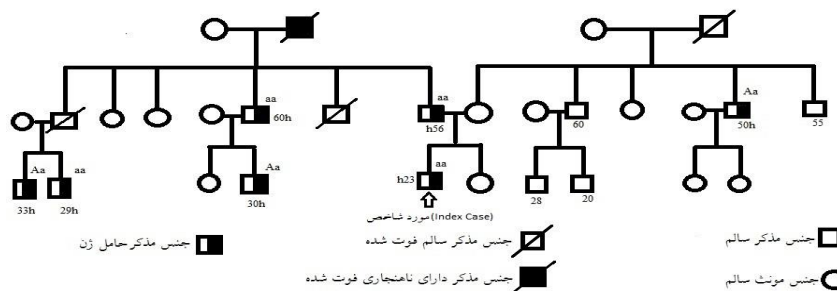 aa
aa
Aa
60h
h56
60
50h
55
Aa
aa
Aa
h23
aa
33h
29h
30h
28
20
مورد شاخص(Index Case)
جنس مذکر حامل ژن
جنس مذکر سالم فوت شده
جنس مذکر سالم
جنس مذکر دارای ناهنجاری فوت شده
جنس مونث سالم